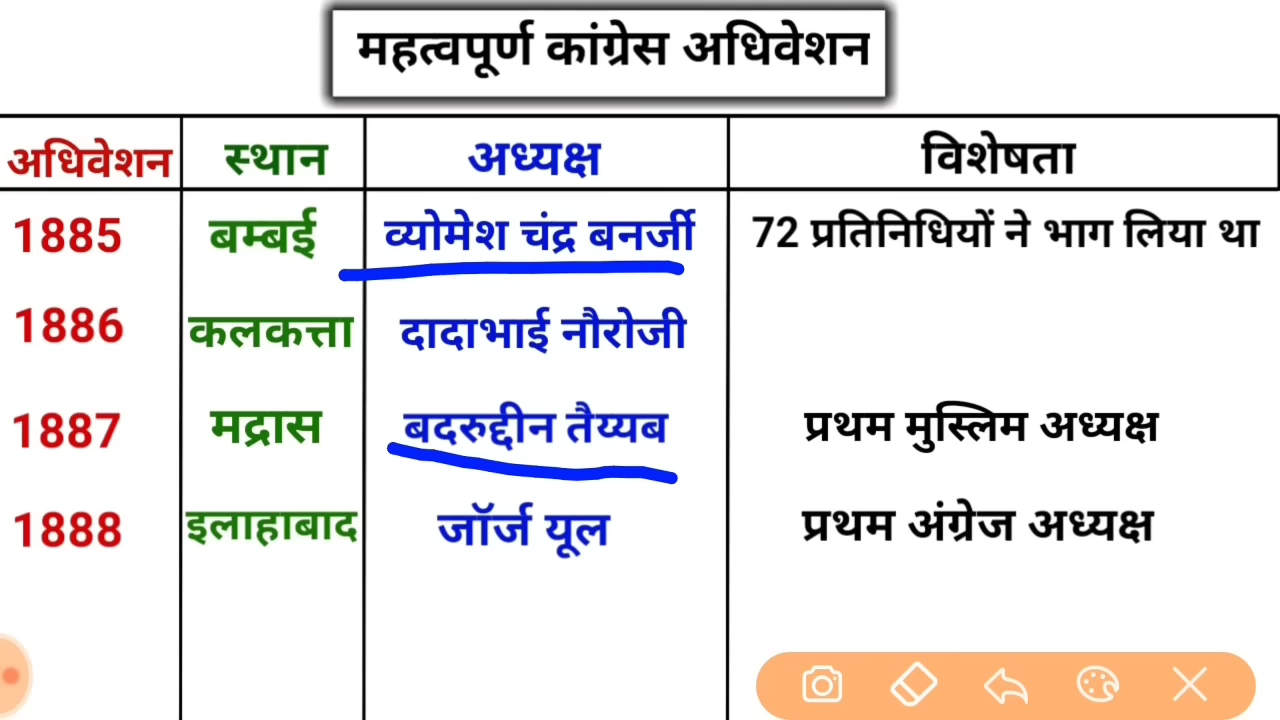 महत्वपूर्ण कांग्रेस अधिवेशन
अधिवेशन स्थान अध्यक्ष विशेषता
1885 बम्बई व्योमेश चंद्र बनर्जी 72 प्रतिनिधियों ने भाग लिया था
1886 कलकत्ता दादाभाई नौरोजी
1887 मद्रास बदरुद्दीन तैय्यब प्रथम मुस्लिम अध्यक्ष
1888 इलाहाबाद जॉर्ज यूल प्रथम अंग्रेज अध्यक्ष